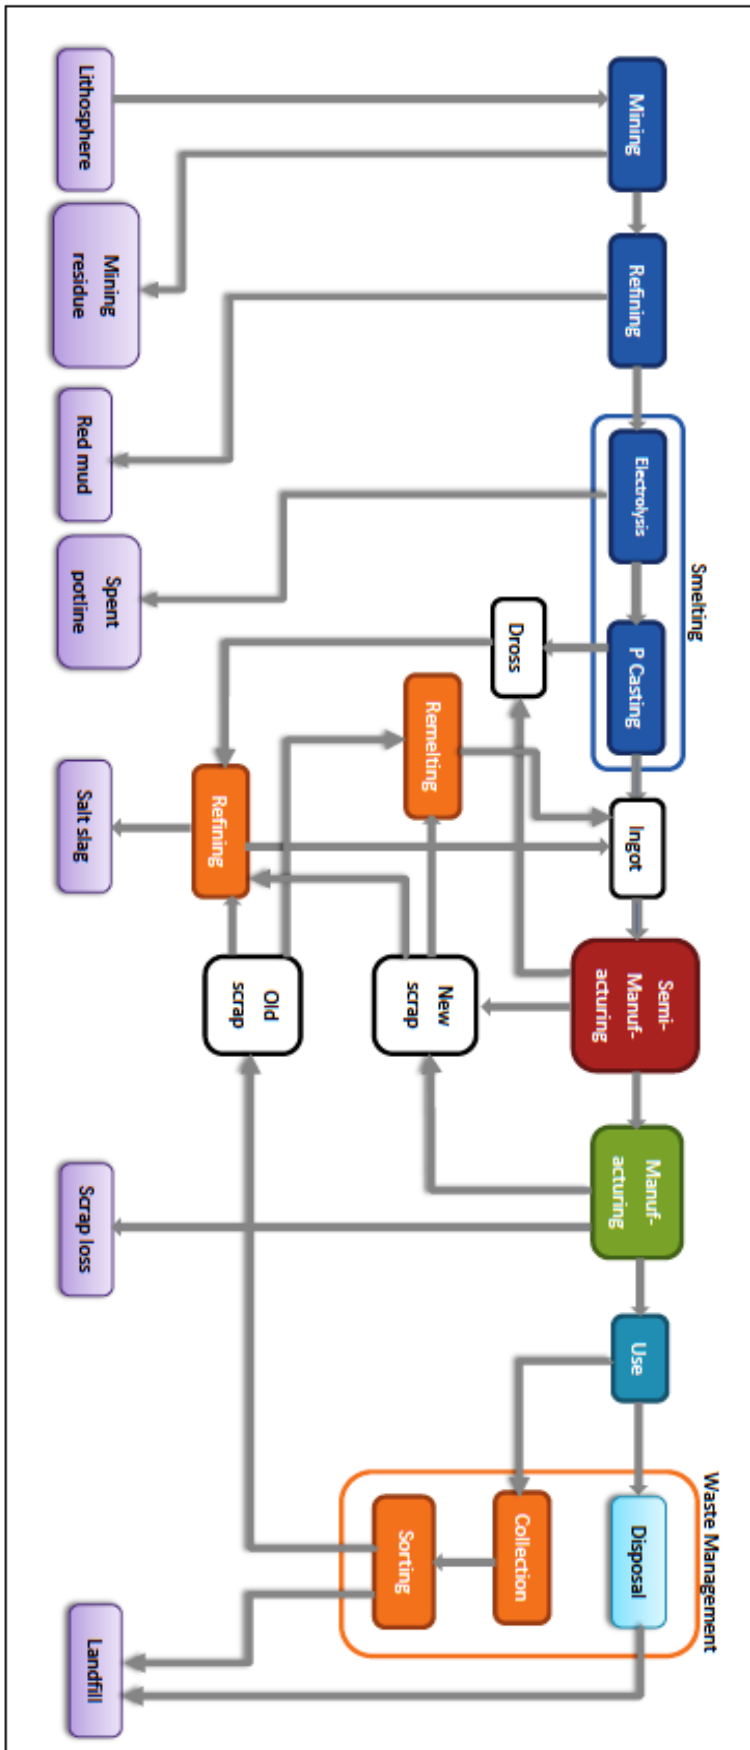 Smelting
Waste Management
Mining
Refining
Electrolysis
P Casting
Ingot
Semi-
Manuf-
acturing
Manuf-
acturing
Use
Disposal
Dross
Collection
Remelting
New
scrap
Sorting
Refining
Old
scrap
Lithosphere
Mining
residue
Red mud
Spent
potline
Salt slag
Scrap loss
Landfill